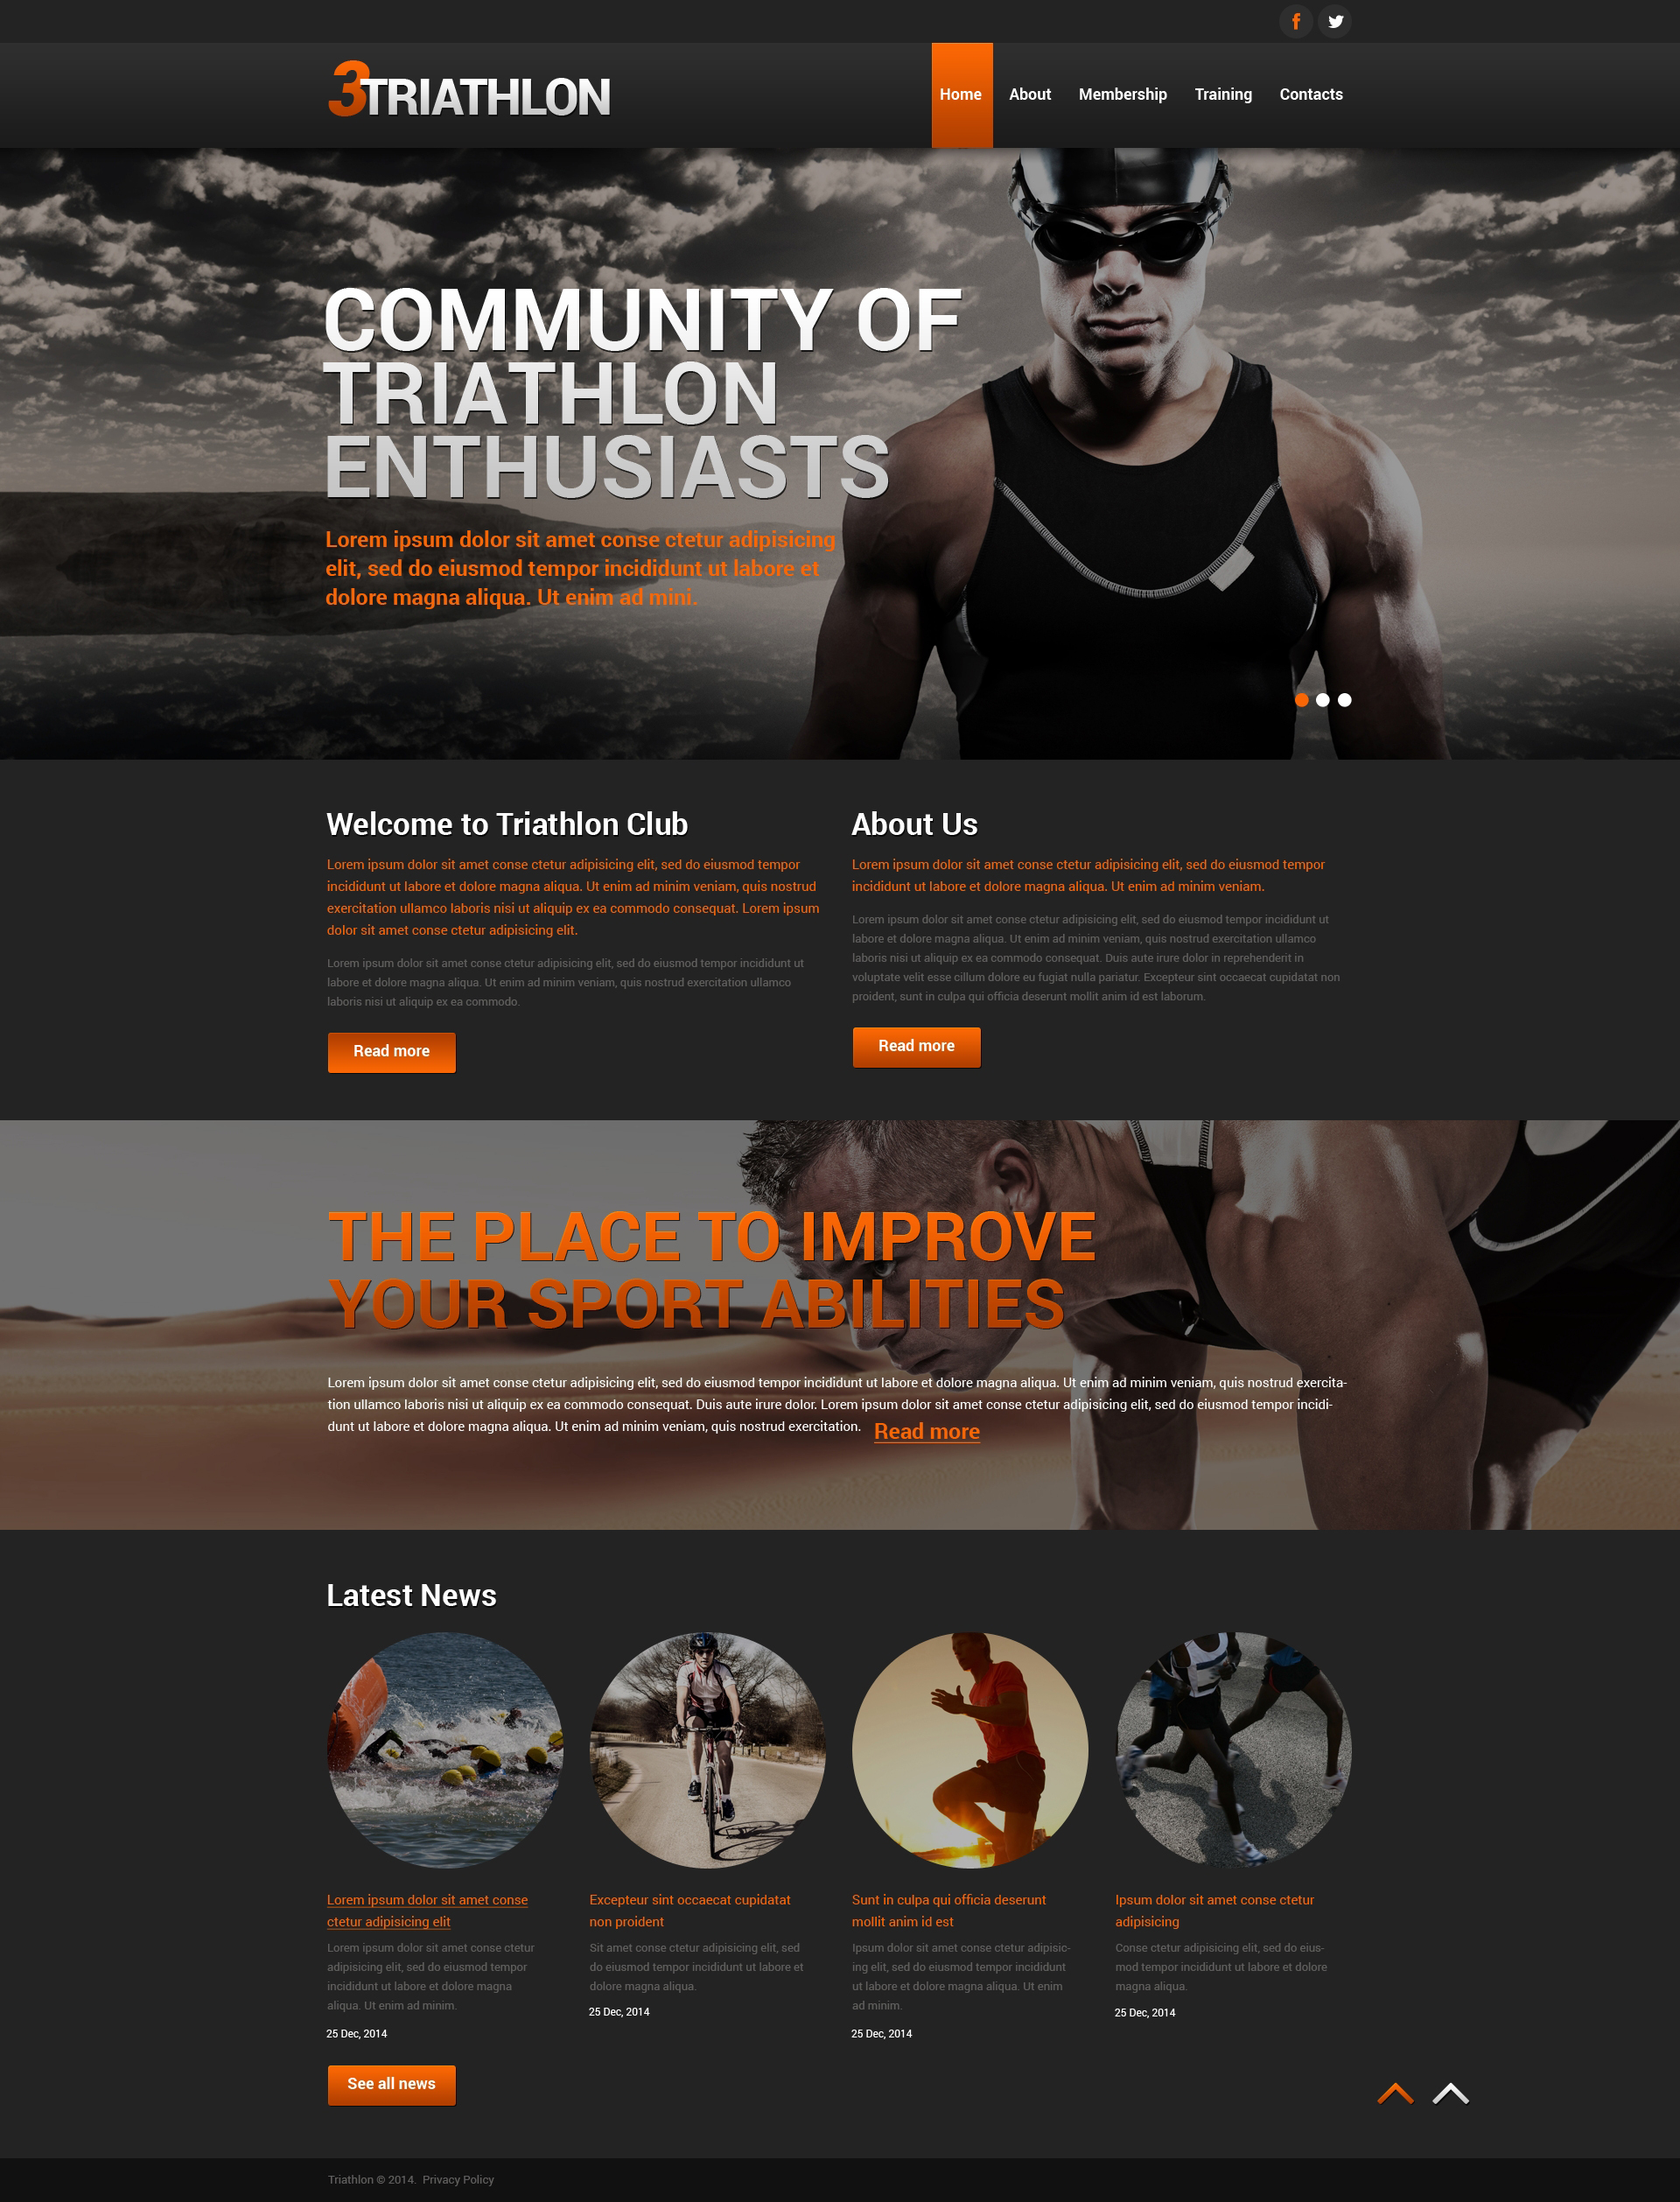 3TRIATHLON
Home About Membership Training Contacts
COMMUNITY OF
TRIATHLON
ENTHUSIASTS
Lorem ipsum dolor sit amet conse ctetur adipisicing
elit, sed do eiusmod tempor incididunt ut labore et
dolore magna aliqua. Ut enim ad mini.
Welcome to Triathlon Club
Lorem ipsum dolor sit amet conse ctetur adipisicing elit, sed do eiusmod tempor
incididunt ut labore et dolore magna aliqua. Ut enim ad minim veniam, quis nostrud
exercitation ullamco laboris nisi ut aliquip ex ea commodo consequat. Lorem ipsum
dolor sit amet conse ctetur adipisicing elit.
Lorem ipsum dolor sit amet conse ctetur adipisicing elit, sed do eiusmod tempor incididunt ut
labore et dolore magna aliqua. Ut enim ad minim veniam, quis nostrud exercitation ullamco
laboris nisi ut aliquip ex ea commodo.
Read more
About Us
Lorem ipsum dolor sit amet conse ctetur adipisicing elit, sed do eiusmod tempor
incididunt ut labore et dolore magna aliqua. Ut enim ad minim veniam.
Lorem ipsum dolor sit amet conse ctetur adipisicing elit, sed do eiusmod tempor incididunt ut
labore et dolore magna aliqua. Ut enim ad minim veniam, quis nostrud exercitation ullamco
laboris nisi ut aliquip ex ea commodo consequat. Duis aute irure dolor in reprehenderit in
voluptate velit esse cillum dolore eu fugiat nulla pariatur. Excepteur sint occaecat cupidatat non
proident, sunt in culpa qui officia deserunt mollit anim id est laborum.
Read more
THE PLACE TO IMPROVE
YOUR SPORT ABILITIES
Lorem ipsum dolor sit amet conse ctetur adipisicing elit, sed do eiusmod tempor incididunt ut labore et dolore magna aliqua. Ut enim ad minim veniam, quis nostrud exercita-
tion ullamco laboris nisi ut aliquip ex ea commodo consequat. Duis aute irure dolor. Lorem ipsum dolor sit amet conse ctetur adipisicing elit, sed do eiusmod tempor incidi-
dunt ut labore et dolore magna aliqua. Ut enim ad minim veniam, quis nostrud exercitation. Read more
Latest News
Lorem ipsum dolor sit amet conse
ctetur adipisicing elit
Lorem ipsum dolor sit amet conse ctetur
adipisicing elit, sed do eiusmod tempor
incididunt ut labore et dolore magna
aliqua. Ut enim ad minim.
25 Dec, 2014
Excepteur sint occaecat cupidatat
non proident
Sit amet conse ctetur adipisicing elit, sed
do eiusmod tempor incididunt ut labore et
dolore magna aliqua.
25 Dec, 2014
Sunt in culpa qui officia deserunt
mollit anim id est
Ipsum dolor sit amet conse ctetur adipisic-
ing elit, sed do eiusmod tempor incididunt
ut labore et dolore magna aliqua. Ut enim
ad minim.
25 Dec, 2014
Ipsum dolor sit amet conse ctetur
adipisicing
Conse ctetur adipisicing elit, sed do eius-
mod tempor incididunt ut labore et dolore
magna aliqua.
25 Dec, 2014
See all news
Triathlon © 2014. Privacy Policy